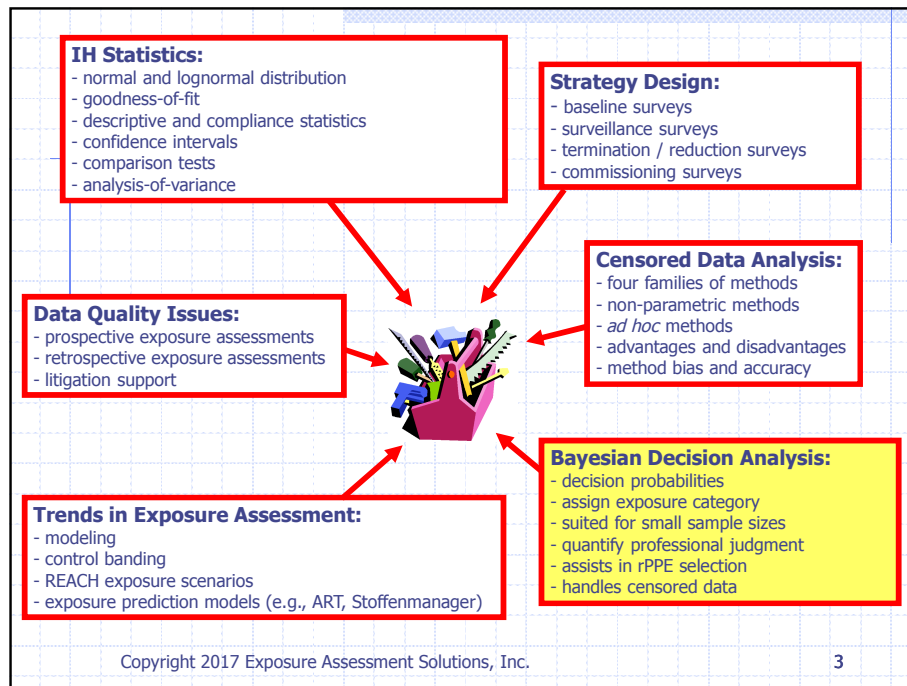 IH Statistics:
- normal and lognormal distribution
- goodness-of-fit
- descriptive and compliance statistics
- confidence intervals
- comparison tests
- analysis-of-variance
Strategy Design:
- baseline surveys
- surveillance surveys
- termination / reduction surveys
- commissioning surveys
Data Quality Issues:
- prospective exposure assessments
- retrospective exposure assessments
- litigation support
Censored Data Analysis:
- four families of methods
- non-parametric methods
- ad hoc methods
- advantages and disadvantages
- method bias and accuracy
Trends in Exposure Assessment:
- modeling
- control banding
- REACH exposure scenarios
- exposure prediction models (e.g., ART, Stoffenmanager)
Bayesian Decision Analysis:
- decision probabilities
- assign exposure category
- suited for small sample sizes
- quantify professional judgment
- assists in rPPE selection
- handles censored data
Copyright 2017 Exposure Assessment Solutions, Inc.
3